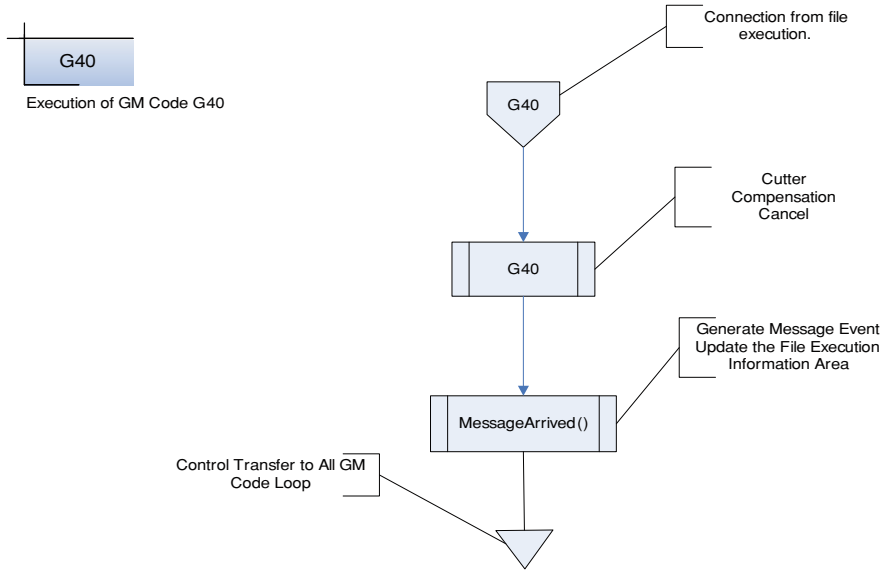 G40
Execution of GM Code G40
Connection from file
execution.
G40
Cutter
Compensation
Cancel
G40
Generate Message Event
Update the File Execution
Information Area
MessageArrived()
Control Transfer to All GM
Code Loop